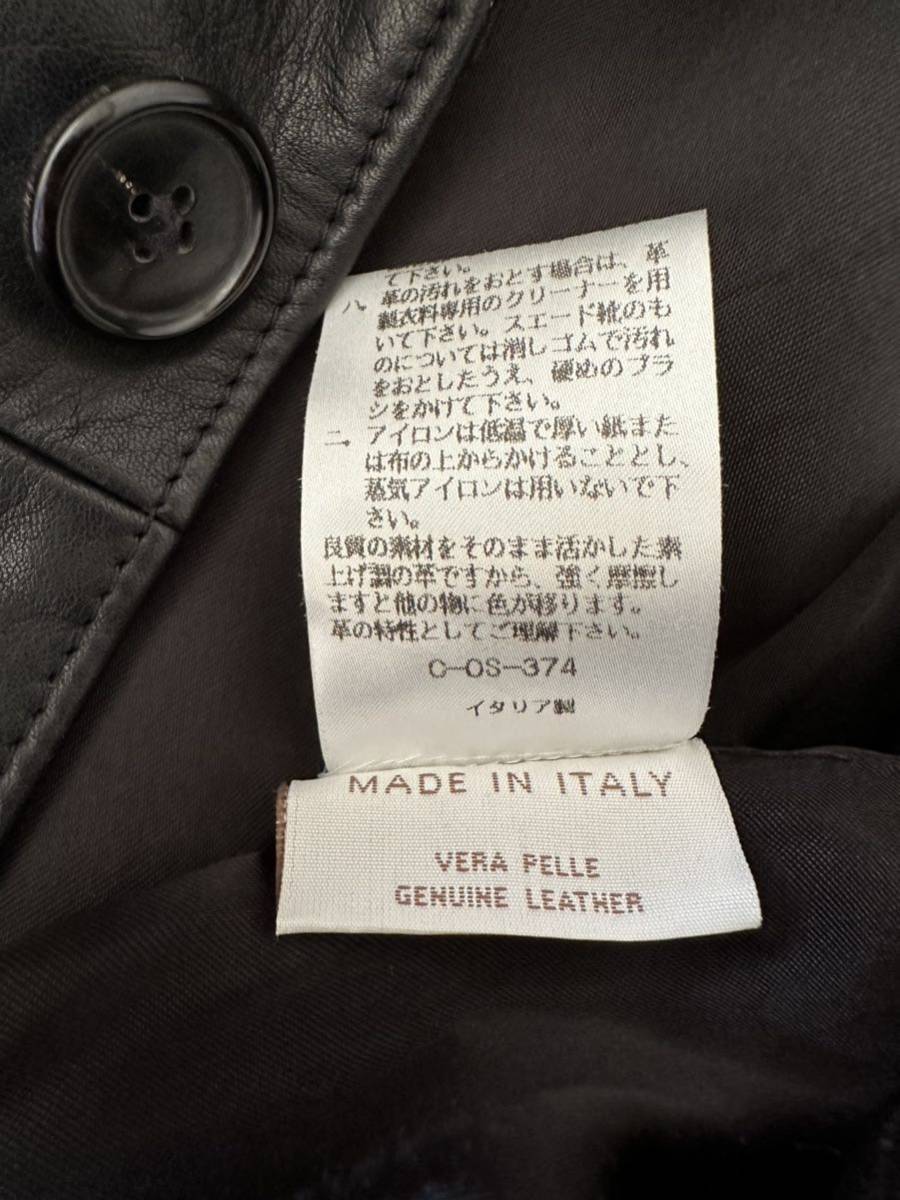 て下さい。
ハ、革の汚れをおとす場合は、革
製衣料専用のクリーナーを用
いて下さい。スエード靴のも
のについては消しゴムで汚れ
をおとしたうえ、硬めのブラ
シをかけて下さい。
ニ、アイロンは低温で厚い紙また
は布の上からかけることとし、
蒸気アイロンは用いないで下
さい。
良質の素材をそのまま活かした素
上げ調の革ですから、強く摩擦し
ますと他の物に色が移ります。
革の特性としてご理解下さい。
C-OS-374
イタリア製
MADE IN ITALY
VERA PELLE
GENUINE LEATHER